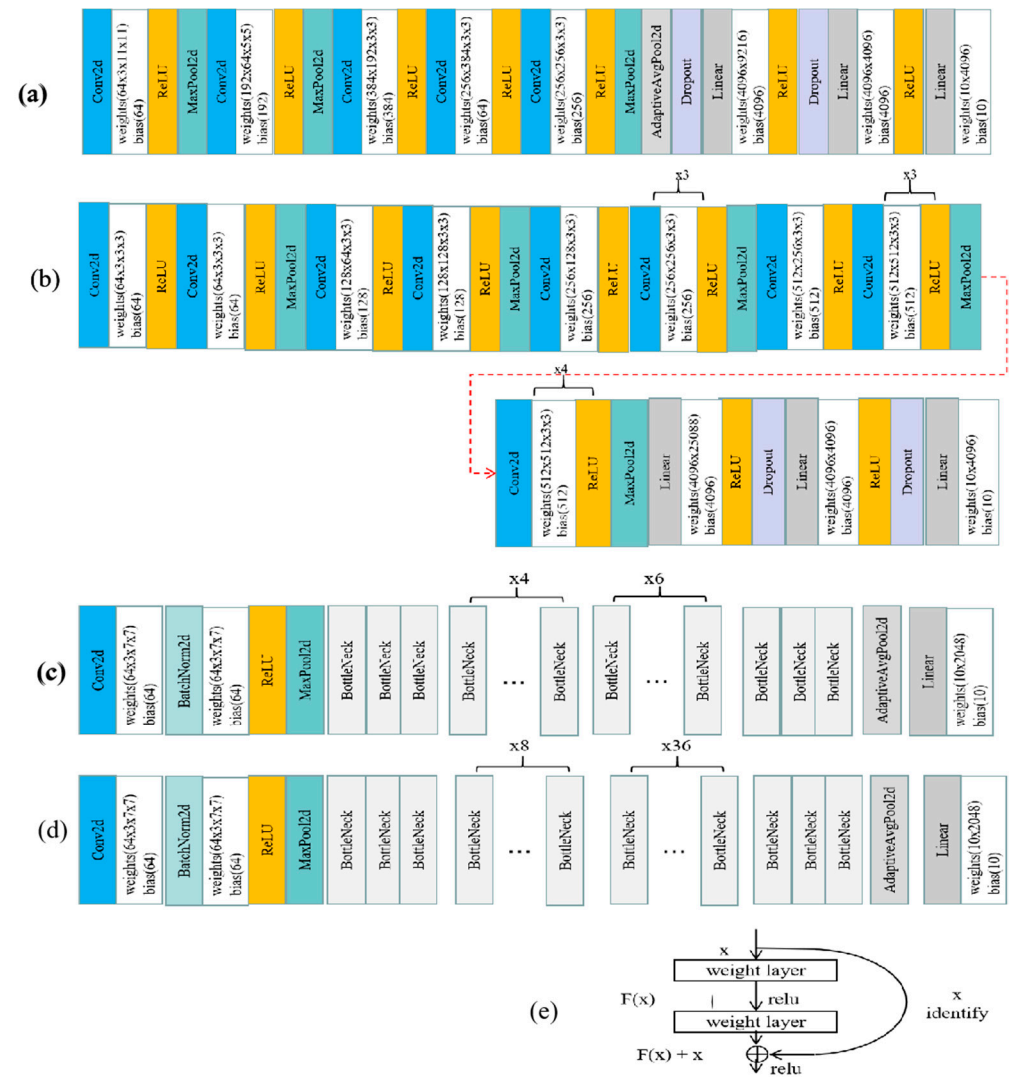 (a)
Conv2d
weights(64x3x11x11)
bias(64)
ReLU
MaxPool2d
Conv2d
weights(192x64x5x5)
bias(192)
ReLU
MaxPool2d
Conv2d
weights(384x192x3x3)
bias(384)
ReLU
Conv2d
weights(256x384x3x3)
bias(64)
ReLU
Conv2d
weights(256x256x3x3)
bias(256)
ReLU
MaxPool2d
AdaptiveAvgPool2d
Dropout
Linear
weights(4096x9216)
bias(4096)
ReLU
Dropout
Linear
weights(4096x4096)
bias(4096)
ReLU
Linear
weights(10x4096)
bias(10)
x3
x3
(b)
Conv2d
weights(64x3x3x3)
bias(64)
ReLU
Conv2d
weights(64x3x3x3)
bias(64)
ReLU
MaxPool2d
Conv2d
weights(128x64x3x3)
bias(128)
ReLU
Conv2d
weights(128x128x3x3)
bias(128)
ReLU
MaxPool2d
Conv2d
weights(256x128x3x3)
bias(256)
ReLU
Conv2d
weights(256x256x3x3)
bias(256)
ReLU
MaxPool2d
Conv2d
weights(512x256x3x3)
bias(512)
ReLU
Conv2d
weights(512x512x3x3)
bias(512)
ReLU
MaxPool2d
x4
Conv2d
weights(512x512x3x3)
bias(512)
ReLU
MaxPool2d
Linear
weights(4096x25088)
bias(4096)
ReLU
Dropout
Linear
weights(4096x4096)
bias(4096)
ReLU
Dropout
Linear
weights(10x4096)
bias(10)
x4
x6
(c)
Conv2d
weights(64x3x7x7)
bias(64)
BatchNorm2d
weights(64x3x7x7)
bias(64)
ReLU
MaxPool2d
BottleNeck
BottleNeck
BottleNeck
BottleNeck
...
BottleNeck
BottleNeck
...
BottleNeck
BottleNeck
BottleNeck
BottleNeck
AdaptiveAvgPool2d
Linear
weights(10x2048)
bias(10)
x8
x36
(d)
Conv2d
weights(64x3x7x7)
bias(64)
BatchNorm2d
weights(64x3x7x7)
bias(64)
ReLU
MaxPool2d
BottleNeck
BottleNeck
BottleNeck
BottleNeck
...
BottleNeck
BottleNeck
...
BottleNeck
BottleNeck
BottleNeck
BottleNeck
AdaptiveAvgPool2d
Linear
weights(10x2048)
bias(10)
(e)
x
weight layer
F(x)
relu
x
identify
weight layer
F(x) + x
relu